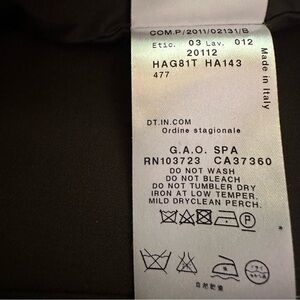 COM.P/2011/02131/B
Etic. 03 Lav. 012
20112
HAG81T HA143
477
Made in Italy
DT.IN.COM
Ordine stagionale
G.A.O. SPA
RN103723 CA37360
DO NOT WASH
DO NOT BLEACH
DO NOT TUMBLER DRY
IRON AT LOW TEMPER.
MILD DRYCLEAN PERCH.
P